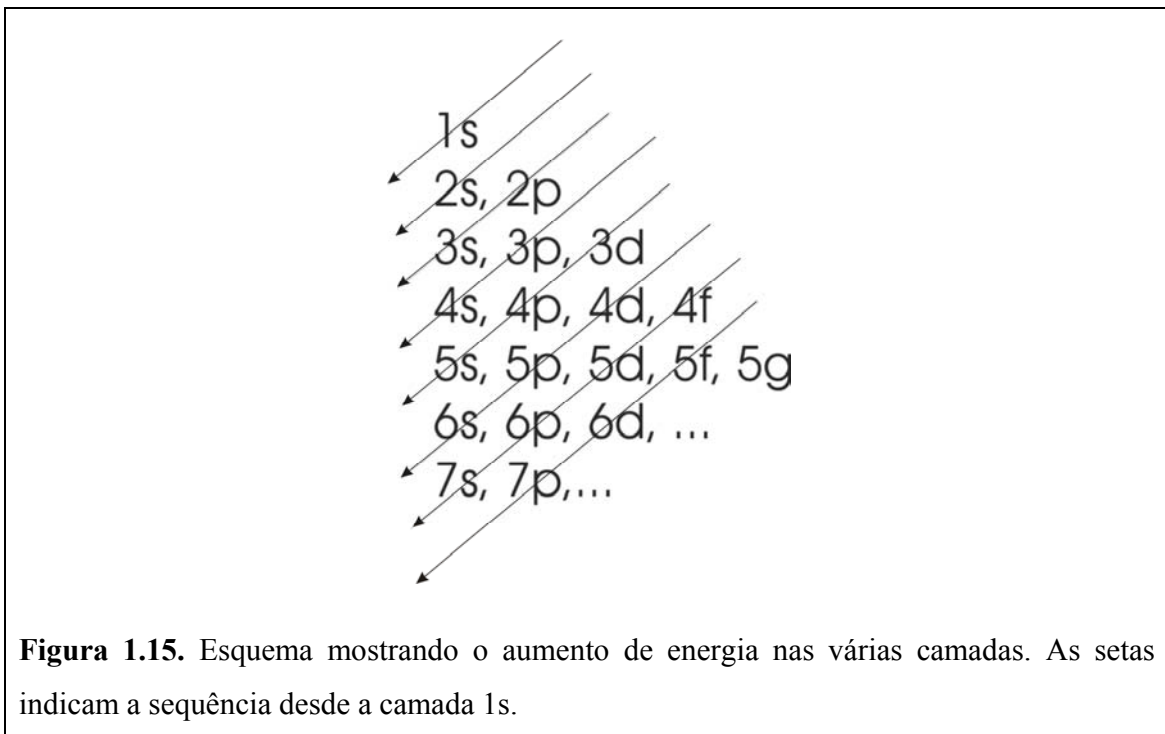 1s
2s, 2p
3s, 3p, 3d
4s, 4p, 4d, 4f
5s, 5p, 5d, 5f, 5g
6s, 6p, 6d, ...
7s, 7p,...
Figura 1.15. Esquema mostrando o aumento de energia nas várias camadas. As setas
indicam a sequência desde a camada 1s.